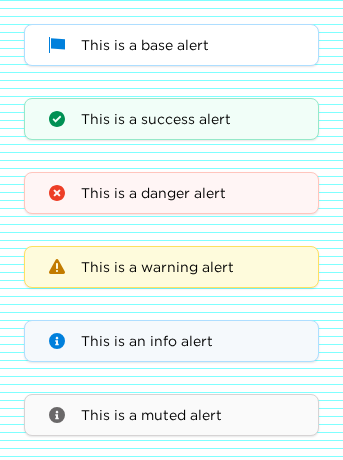 This is a base alert
This is a success alert
This is a danger alert
This is a warning alert
This is an info alert
This is a muted alert